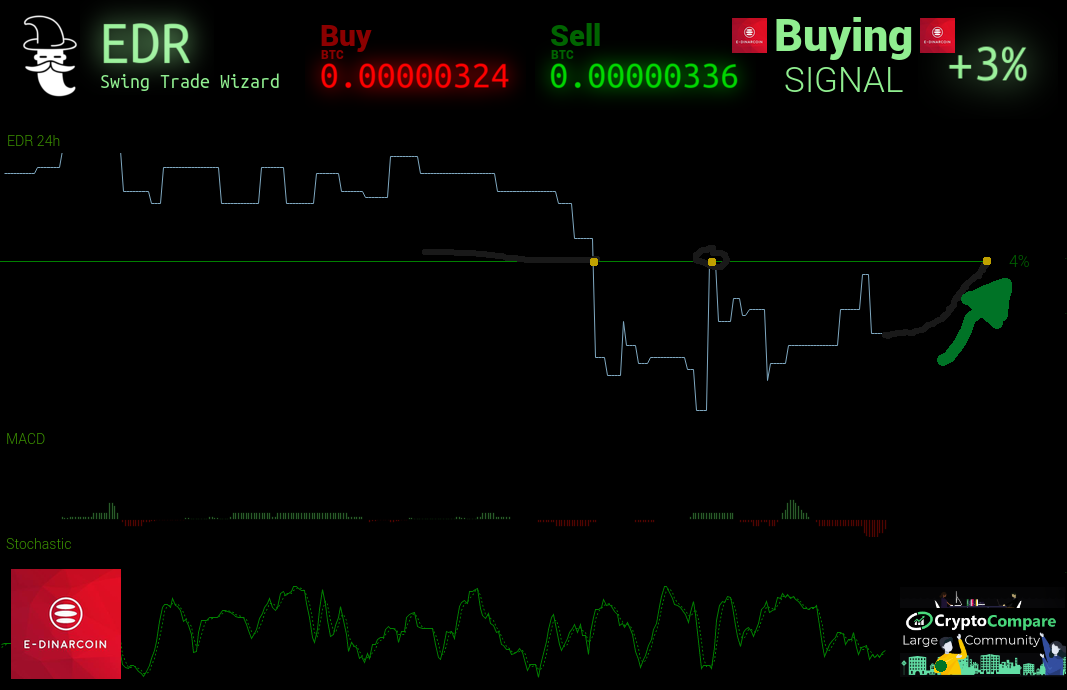 EDR
Swing Trade Wizard
Buy
BTC
0.00000324
Sell
BTC
0.00000336
E-DINARCOIN
Buying
E-DINARCOIN
SIGNAL
+3%
EDR 24h
4%
MACD
Stochastic
E-DINARCOIN
CryptoCompare
Large Community